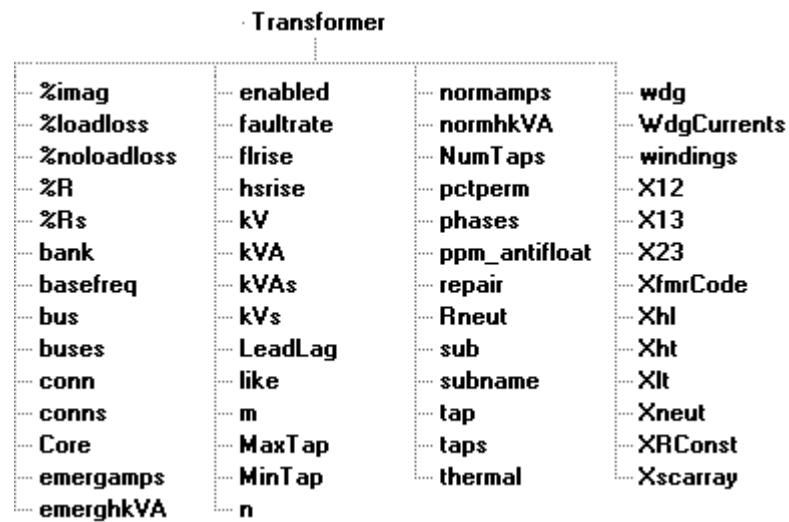 Transformer
%imag
%loadloss
%noloadloss
%R
%Rs
bank
basefreq
bus
buses
conn
conns
Core
emergamps
emerghkVA
enabled
faultrate
flrise
hsrise
kV
kVA
kVAs
kVs
LeadLag
like
m
MaxTap
MinTap
n
normamps
normhkVA
NumTaps
pctperm
phases
ppm_antifloat
repair
Rneut
sub
subname
tap
taps
thermal
wdg
WdgCurrents
windings
X12
X13
X23
XfmrCode
Xhl
Xht
Xlt
Xneut
XRConst
Xscarray